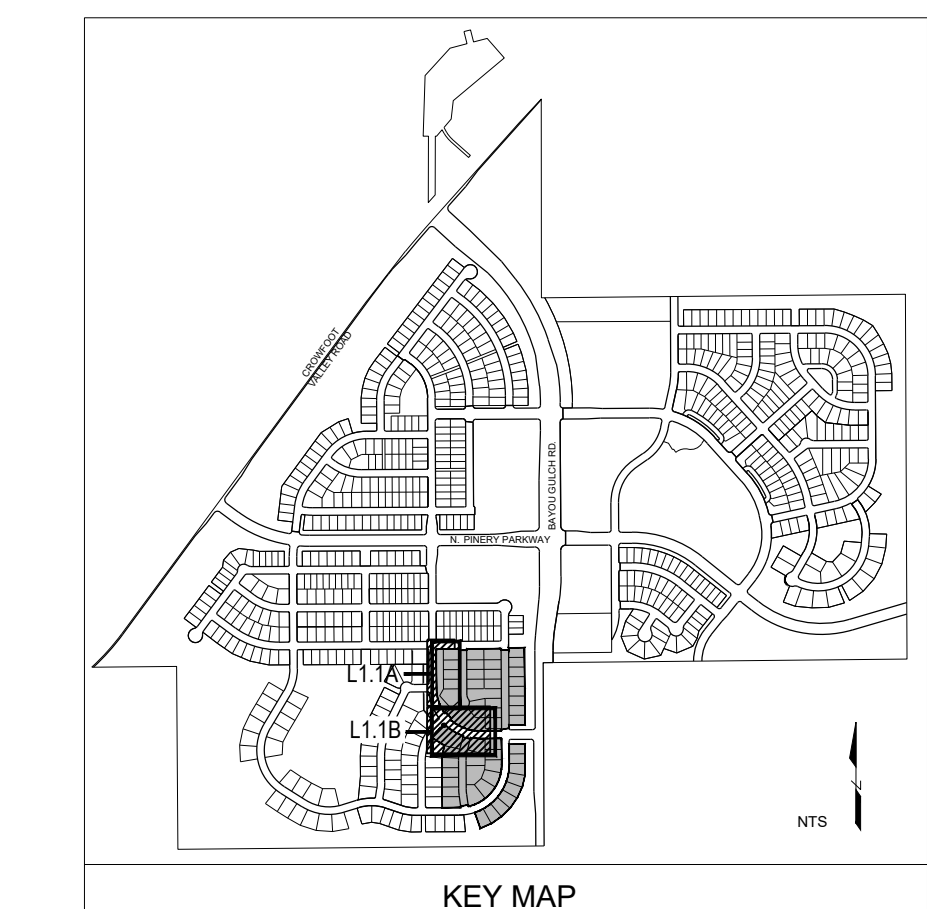 CROWFOOT
VALLEY ROAD
BAYOU GULCH RD.
N. PINERY PARKWAY
L1.1A
L1.1B
NTS
Z
KEY MAP